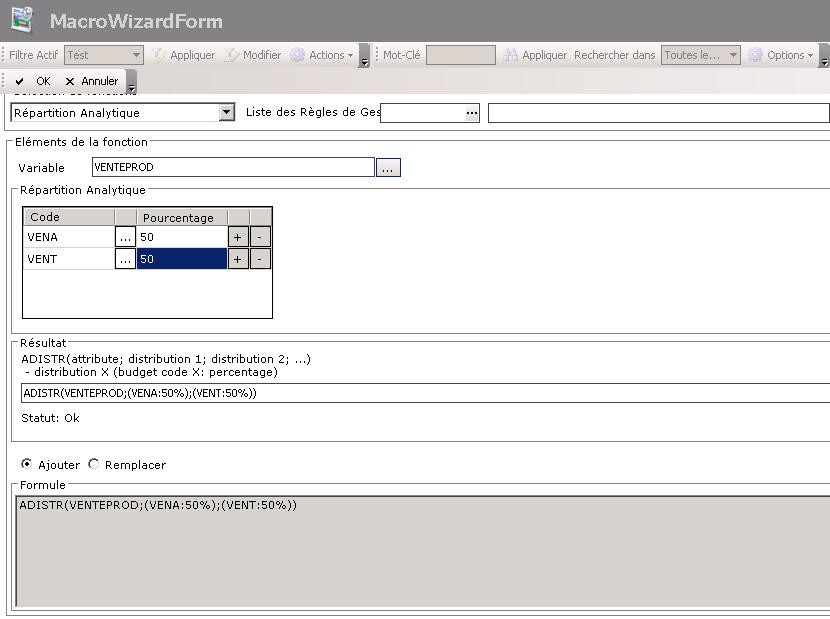 MacroWizardForm
Filtre Actif Test Appliquer Modifier Actions Mot-Clé Appliquer Rechercher dans Toutes le... Options
OK Annuler
Répartition Analytique Liste des Règles de Ges ...
Eléments de la fonction
Variable VENTEPROD ...
Répartition Analytique
Code Pourcentage
VENA ... 50 + -
VENT ... 50 + -
Résultat
ADISTR(attribute; distribution 1; distribution 2; ...)
- distribution X (budget code X: percentage)
ADISTR(VENTEPROD;(VENA:50%);(VENT:50%))
Statut: Ok
Ajouter Remplacer
Formule
ADISTR(VENTEPROD;(VENA:50%);(VENT:50%))